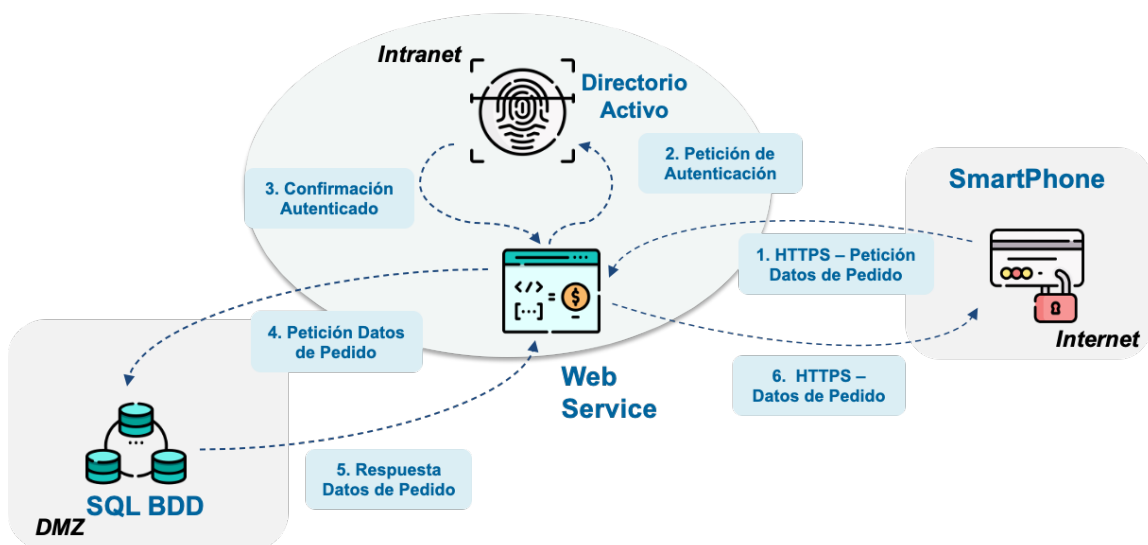 Intranet
Directorio
Activo
2. Petición de
Autenticación
3. Confirmación
Autenticado
SmartPhone
1. HTTPS – Petición
Datos de Pedido
</>
[...] = $
Internet
4. Petición Datos
de Pedido
6.  HTTPS –
Datos de Pedido
Web
Service
...
5. Respuesta
Datos de Pedido
SQL BDD
DMZ